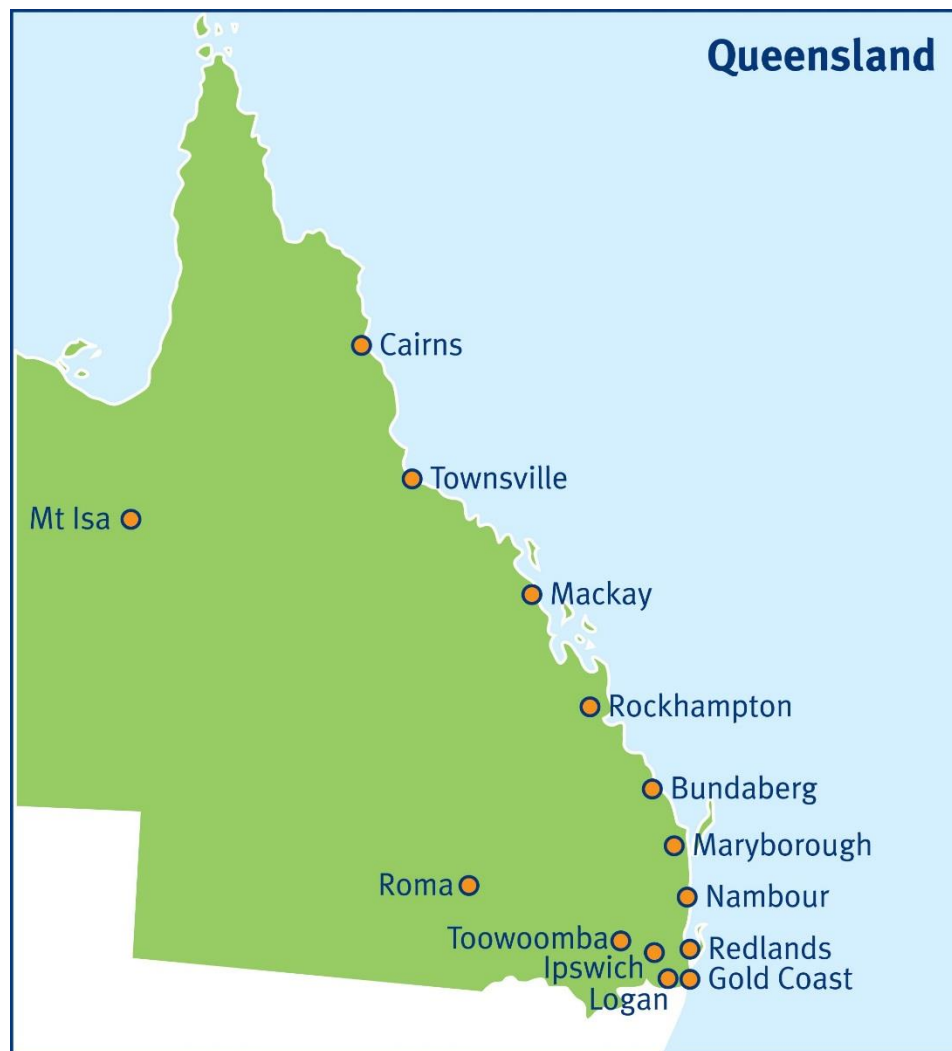 Queensland
Cairns
Townsville
Mt Isa
Mackay
Rockhampton
Bundaberg
Maryborough
Roma
Nambour
Toowoomba
Redlands
Ipswich
Gold Coast
Logan